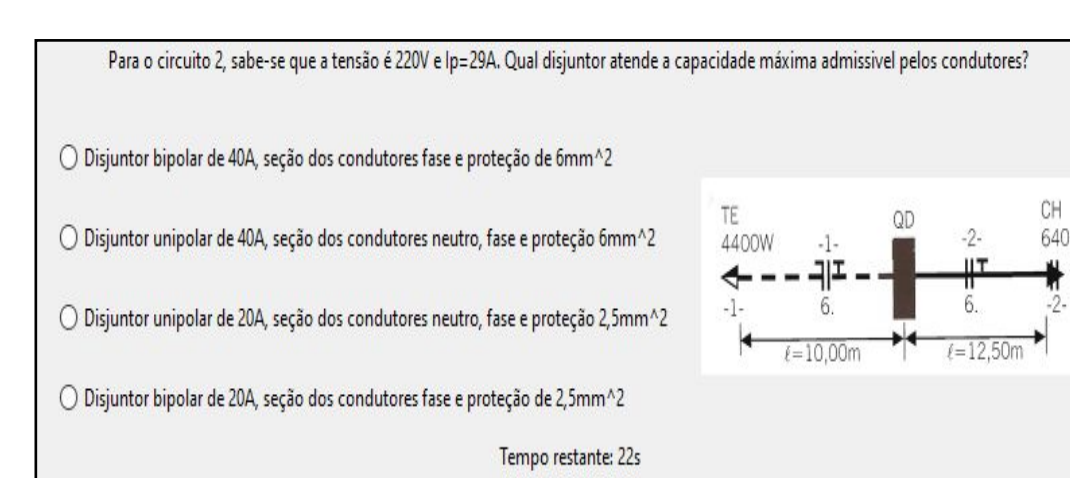 Para o circuito 2, sabe-se que a tensão é 220V e Ip=29A. Qual disjuntor atende a capacidade máxima admissivel pelos condutores?
Disjuntor bipolar de 40A, seção dos condutores fase e proteção de 6mm^2
Disjuntor unipolar de 40A, seção dos condutores neutro, fase e proteção 6mm^2
Disjuntor unipolar de 20A, seção dos condutores neutro, fase e proteção 2,5mm^2
Disjuntor bipolar de 20A, seção dos condutores fase e proteção de 2,5mm^2
TE QD CH
4400W -1- -2- 640
-1- 6. 6. -2-
ℓ=10,00m ℓ=12,50m
Tempo restante: 22s